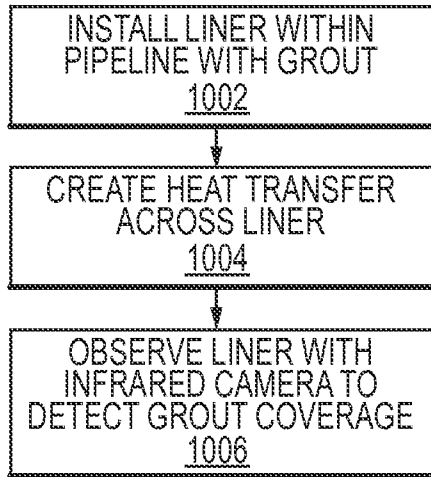 INSTALL LINER WITHIN
PIPELINE WITH GROUT
1002
CREATE HEAT TRANSFER
ACROSS LINER
1004
OBSERVE LINER WITH
INFRARED CAMERA TO
DETECT GROUT COVERAGE
1006